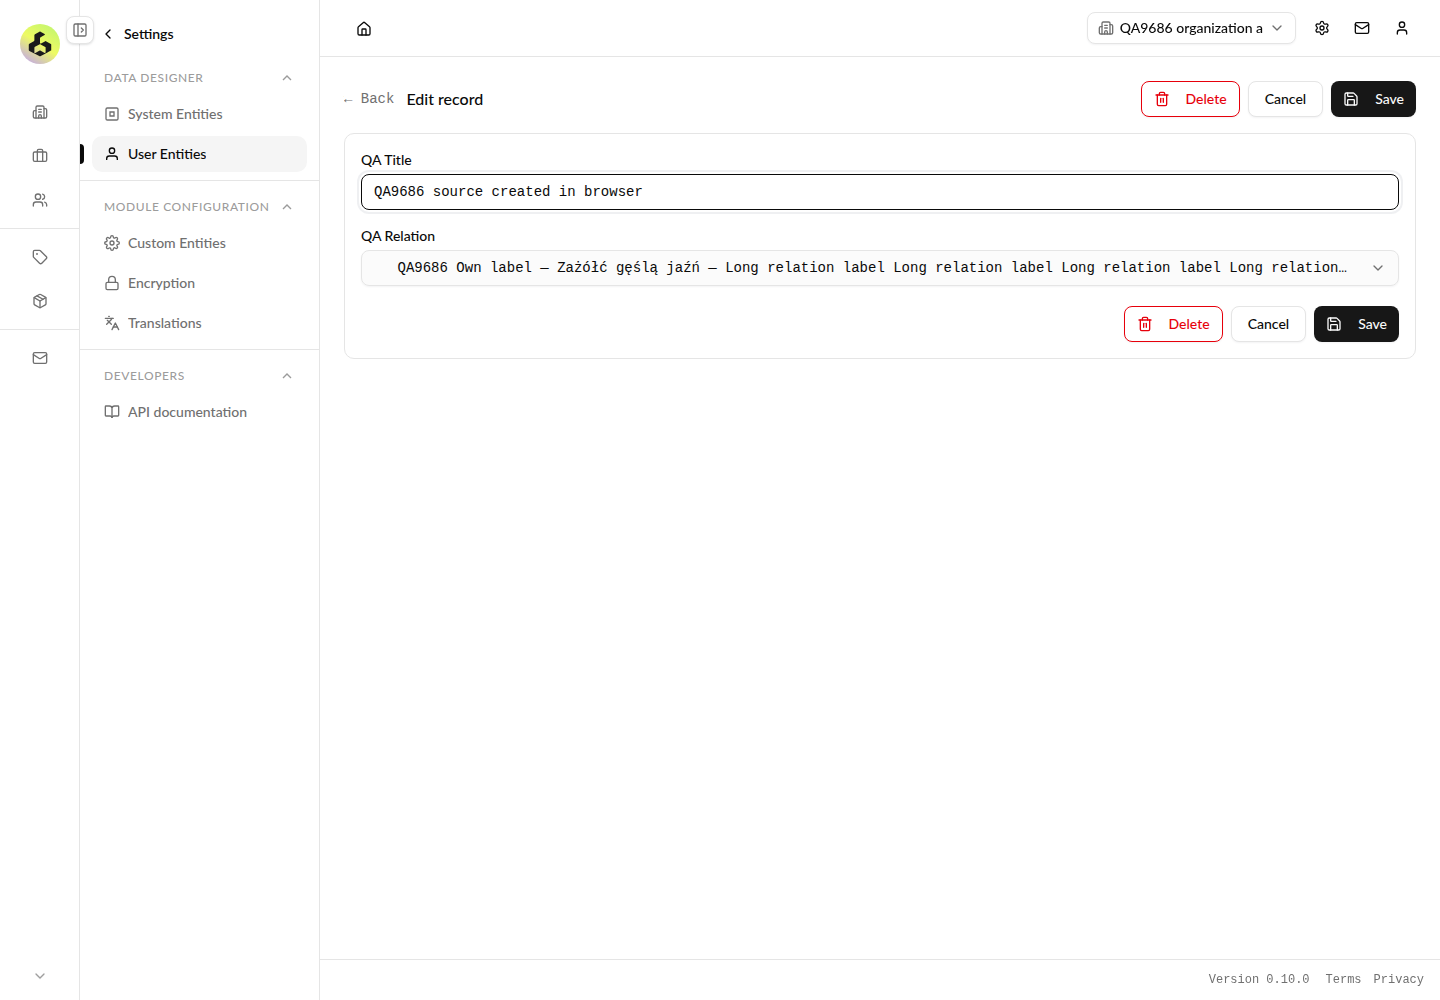 Settings
QA9686 organization a
DATA DESIGNER
System Entities
User Entities
MODULE CONFIGURATION
Custom Entities
Encryption
Translations
DEVELOPERS
API documentation
← Back Edit record
Delete Cancel Save
QA Title
QA9686 source created in browser
QA Relation
QA9686 Own label — Zażółć gęślą jaźń — Long relation label Long relation label Long relation label Long relation…
Delete Cancel Save
Version 0.10.0 Terms Privacy